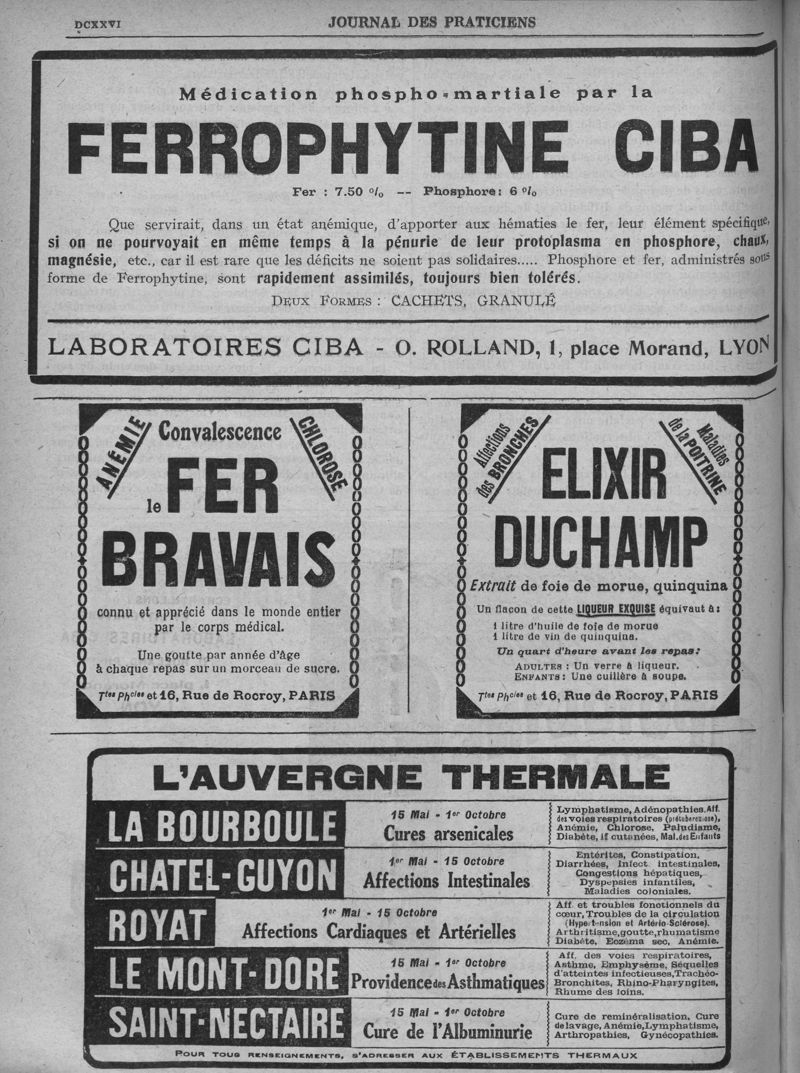 DCXXVI
JOURNAL DES PRATICIENS
Médication phospho-martiale par la
FERROPHYTINE CIBA
Fer : 7.50 % -- Phosphore: 6 %
Que servirait, dans un état anémique, d'apporter aux hématies le fer, leur élément spécifique,
si on ne pourvoyait en même temps à la pénurie de leur protoplasma en phosphore, chaux,
magnésie, etc., car il est rare que les déficits ne soient pas solidaires..... Phosphore et fer, administrés sous
forme de Ferrophytine, sont rapidement assimilés, toujours bien tolérés.
DEUX FORMES : CACHETS, GRANULÉ
LABORATOIRES CIBA - O. ROLLAND, 1, place Morand, LYON
ANÉMIE
Convalescence
CHLOROSE
le FER
BRAVAIS
connu et apprécié dans le monde entier
par le corps médical.
Une goutte par année d'âge
à chaque repas sur un morceau de sucre.
Ttes Phcies et 16, Rue de Rocroy, PARIS
Affections
des BRONCHES
Maladies
de la POITRINE
ELIXIR
DUCHAMP
Extrait de foie de morue, quinquina
Un flacon de cette LIQUEUR EXQUISE équivaut à:
1 litre d'huile de foie de morue
1 litre de vin de quinquina.
Un quart d'heure avant les repas:
ADULTES : Un verre à liqueur.
ENFANTS : Une cuillère à soupe.
Ttes Phcies et 16, Rue de Rocroy, PARIS
L'AUVERGNE THERMALE
LA BOURBOULE
15 Mai - 1er Octobre
Cures arsenicales
Lymphatisme, Adénopathies. Aff.
des voies respiratoires (prétuberculose),
Anémie, Chlorose, Paludisme,
Diabète, aff cutanées, Mal. des Enfants
CHATEL-GUYON
1er Mai - 15 Octobre
Affections Intestinales
Entérites, Constipation,
Diarrhées, Infect intestinales,
Congestions hépatiques,
Dyspepsies infantiles,
Maladies coloniales.
ROYAT
1er Mai - 15 Octobre
Affections Cardiaques et Artérielles
Aff. et troubles fonctionels du
cœur, Troubles de la circulation
(Hypertension et Artério-Sclérose).
Arthritisme, goutte, rhumatisme
Diabète, Eczéma sec, Anémie.
LE MONT-DORE
15 Mai - 1er Octobre
Providence des Asthmatiques
Aff. des voies respiratoires,
Asthme, Emphysème, Séquelles
d'atteintes infectieuses, Trachéo-
Bronchites, Rhino-Pharyngites,
Rhume des foins.
SAINT-NECTAIRE
15 Mai - 1er Octobre
Cure de l'Albuminurie
Cure de reminéralisation, Cure
de lavage, Anémie, Lymphatisme,
Arthropathies, Gynécopathies.
POUR TOUS RENSEIGNEMENTS, S'ADRESSER AUX ÉTABLISSEMENTS THERMAUX